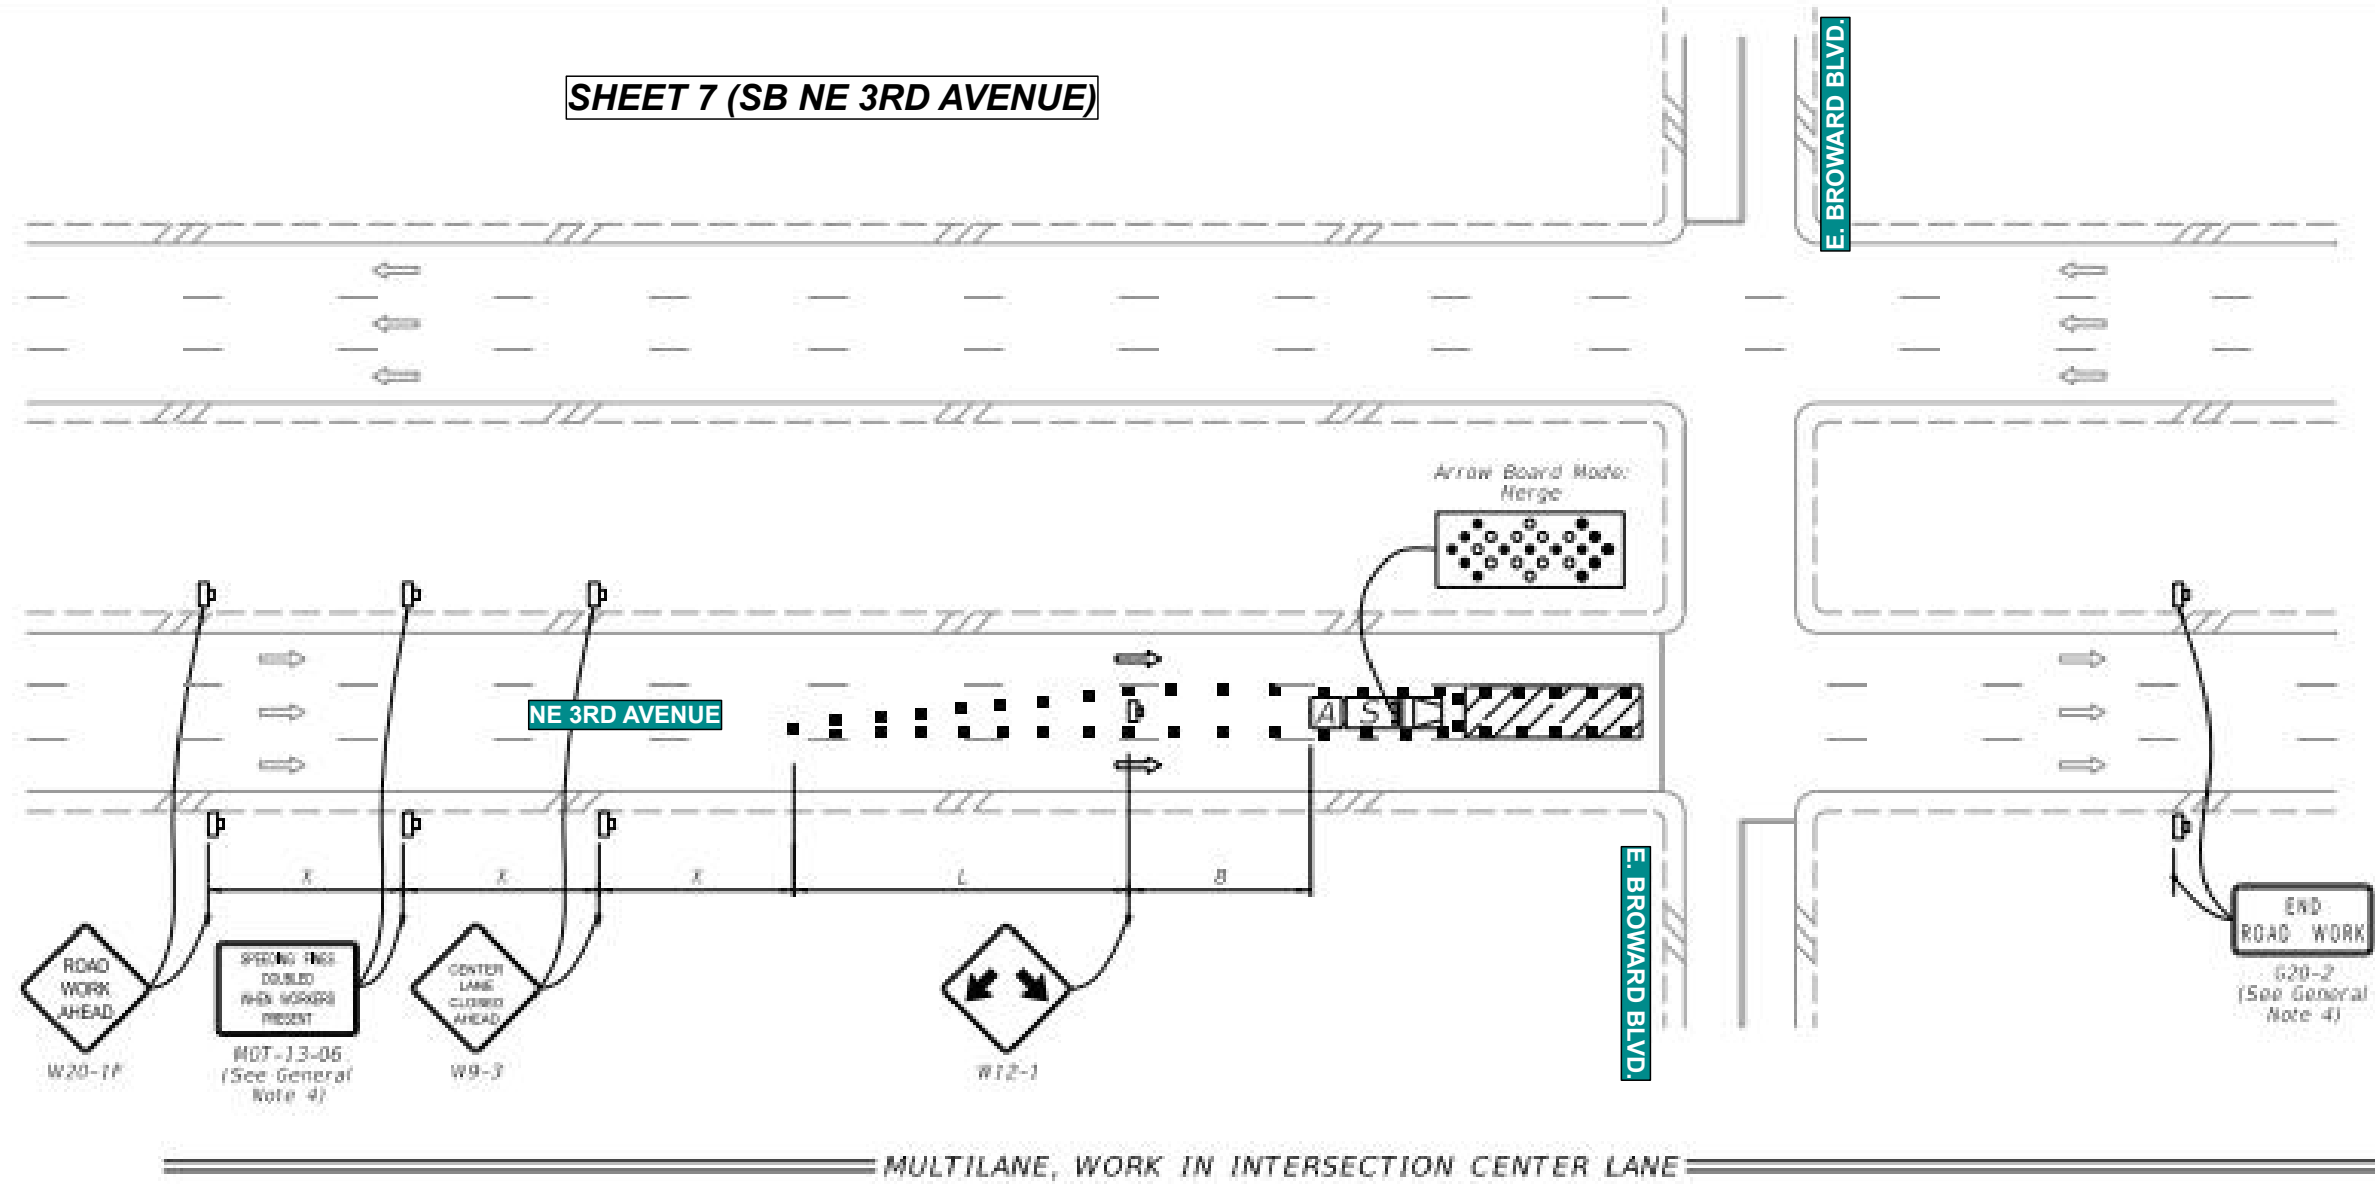 SHEET 7 (SB NE 3RD AVENUE)
E. BROWARD BLVD.
Arrow Board Mode:
Merge
NE 3RD AVENUE
A S
X X X L B
E. BROWARD BLVD.
ROAD
WORK
AHEAD
W20-1F
SPEEDING FINES
DOUBLED
WHEN WORKERS
PRESENT
MOT-13-06
(See General
Note 4)
CENTER
LANE
CLOSED
AHEAD
W9-3
W12-1
END
ROAD WORK
G20-2
(See General
Note 4)
MULTILANE, WORK IN INTERSECTION CENTER LANE